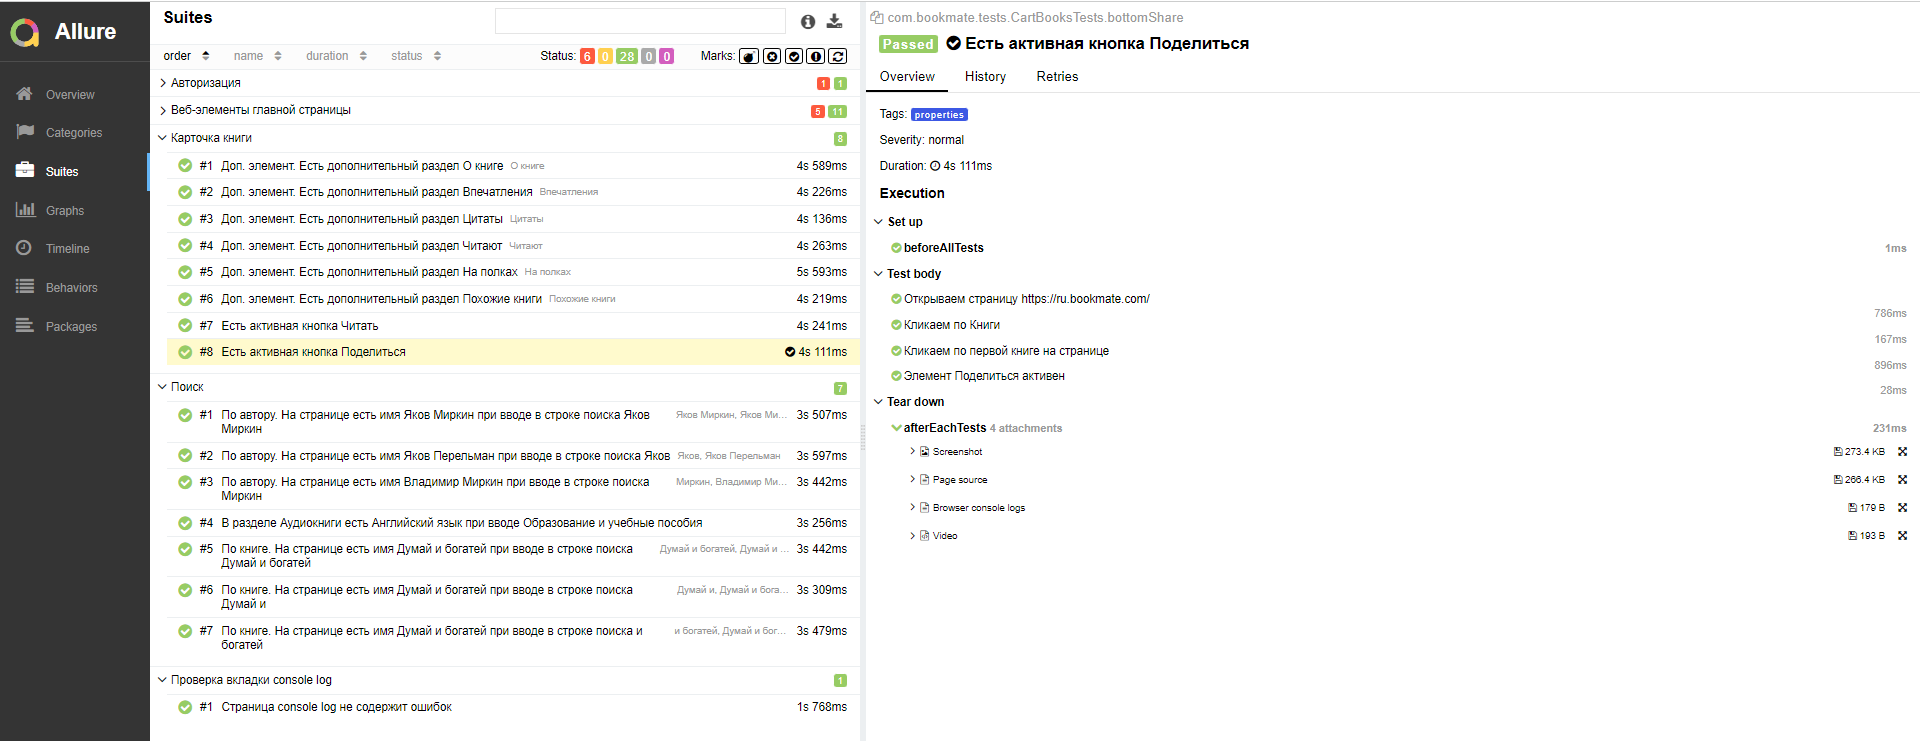 Allure
Overview
Categories
Suites
Graphs
Timeline
Behaviors
Packages
Suites
order name duration status Status: 6 0 28 0 0 Marks:
Авторизация 1 1
Веб-элементы главной страницы 5 11
Карточка книги 8
#1 Доп. элемент. Есть дополнительный раздел О книге О книге 4s 589ms
#2 Доп. элемент. Есть дополнительный раздел Впечатления Впечатления 4s 226ms
#3 Доп. элемент. Есть дополнительный раздел Цитаты Цитаты 4s 136ms
#4 Доп. элемент. Есть дополнительный раздел Читают Читают 4s 263ms
#5 Доп. элемент. Есть дополнительный раздел На полках На полках 5s 593ms
#6 Доп. элемент. Есть дополнительный раздел Похожие книги Похожие книги 4s 219ms
#7 Есть активная кнопка Читать 4s 241ms
#8 Есть активная кнопка Поделиться 4s 111ms
Поиск 7
#1 По автору. На странице есть имя Яков Миркин при вводе в строке поиска Яков Яков Миркин, Яков Ми... 3s 507ms
Миркин
#2 По автору. На странице есть имя Яков Перельман при вводе в строке поиска Яков Яков, Яков Перельман 3s 597ms
#3 По автору. На странице есть имя Владимир Миркин при вводе в строке поиска Миркин, Владимир Ми... 3s 442ms
Миркин
#4 В разделе Аудиокниги есть Английский язык при вводе Образование и учебные пособия 3s 256ms
#5 По книге. На странице есть имя Думай и богатей при вводе в строке поиска Думай и богатей, Думай и ... 3s 442ms
Думай и богатей
#6 По книге. На странице есть имя Думай и богатей при вводе в строке поиска Думай и, Думай и бога... 3s 309ms
Думай и
#7 По книге. На странице есть имя Думай и богатей при вводе в строке поиска и и богатей, Думай и бог... 3s 479ms
богатей
Проверка вкладки console log 1
#1 Страница console log не содержит ошибок 1s 768ms
com.bookmate.tests.CartBooksTests.bottomShare
Passed Есть активная кнопка Поделиться
Overview History Retries
Tags: properties
Severity: normal
Duration: 4s 111ms
Execution
Set up
beforeAllTests 1ms
Test body
Открываем страницу https://ru.bookmate.com/
786ms
Кликаем по Книги
167ms
Кликаем по первой книге на странице
896ms
Элемент Поделиться активен
28ms
Tear down
afterEachTests 4 attachments 231ms
Screenshot 273.4 KB
Page source 266.4 KB
Browser console logs 179 B
Video 193 B